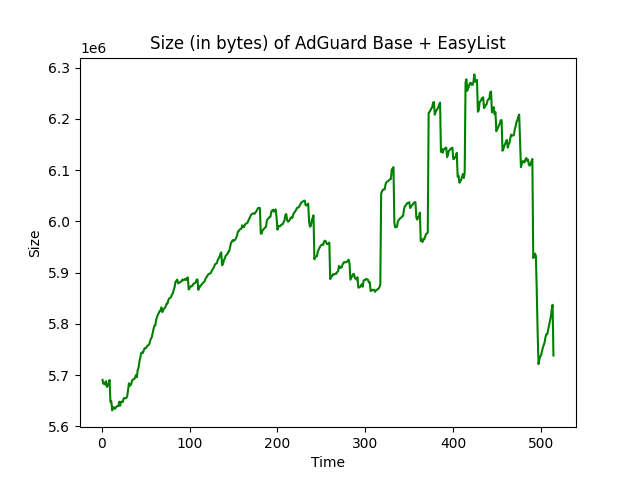 Size (in bytes) of AdGuard Base + EasyList
1e6
6.3
6.2
6.1
6.0
5.9
5.8
5.7
5.6
Size
0 100 200 300 400 500
Time